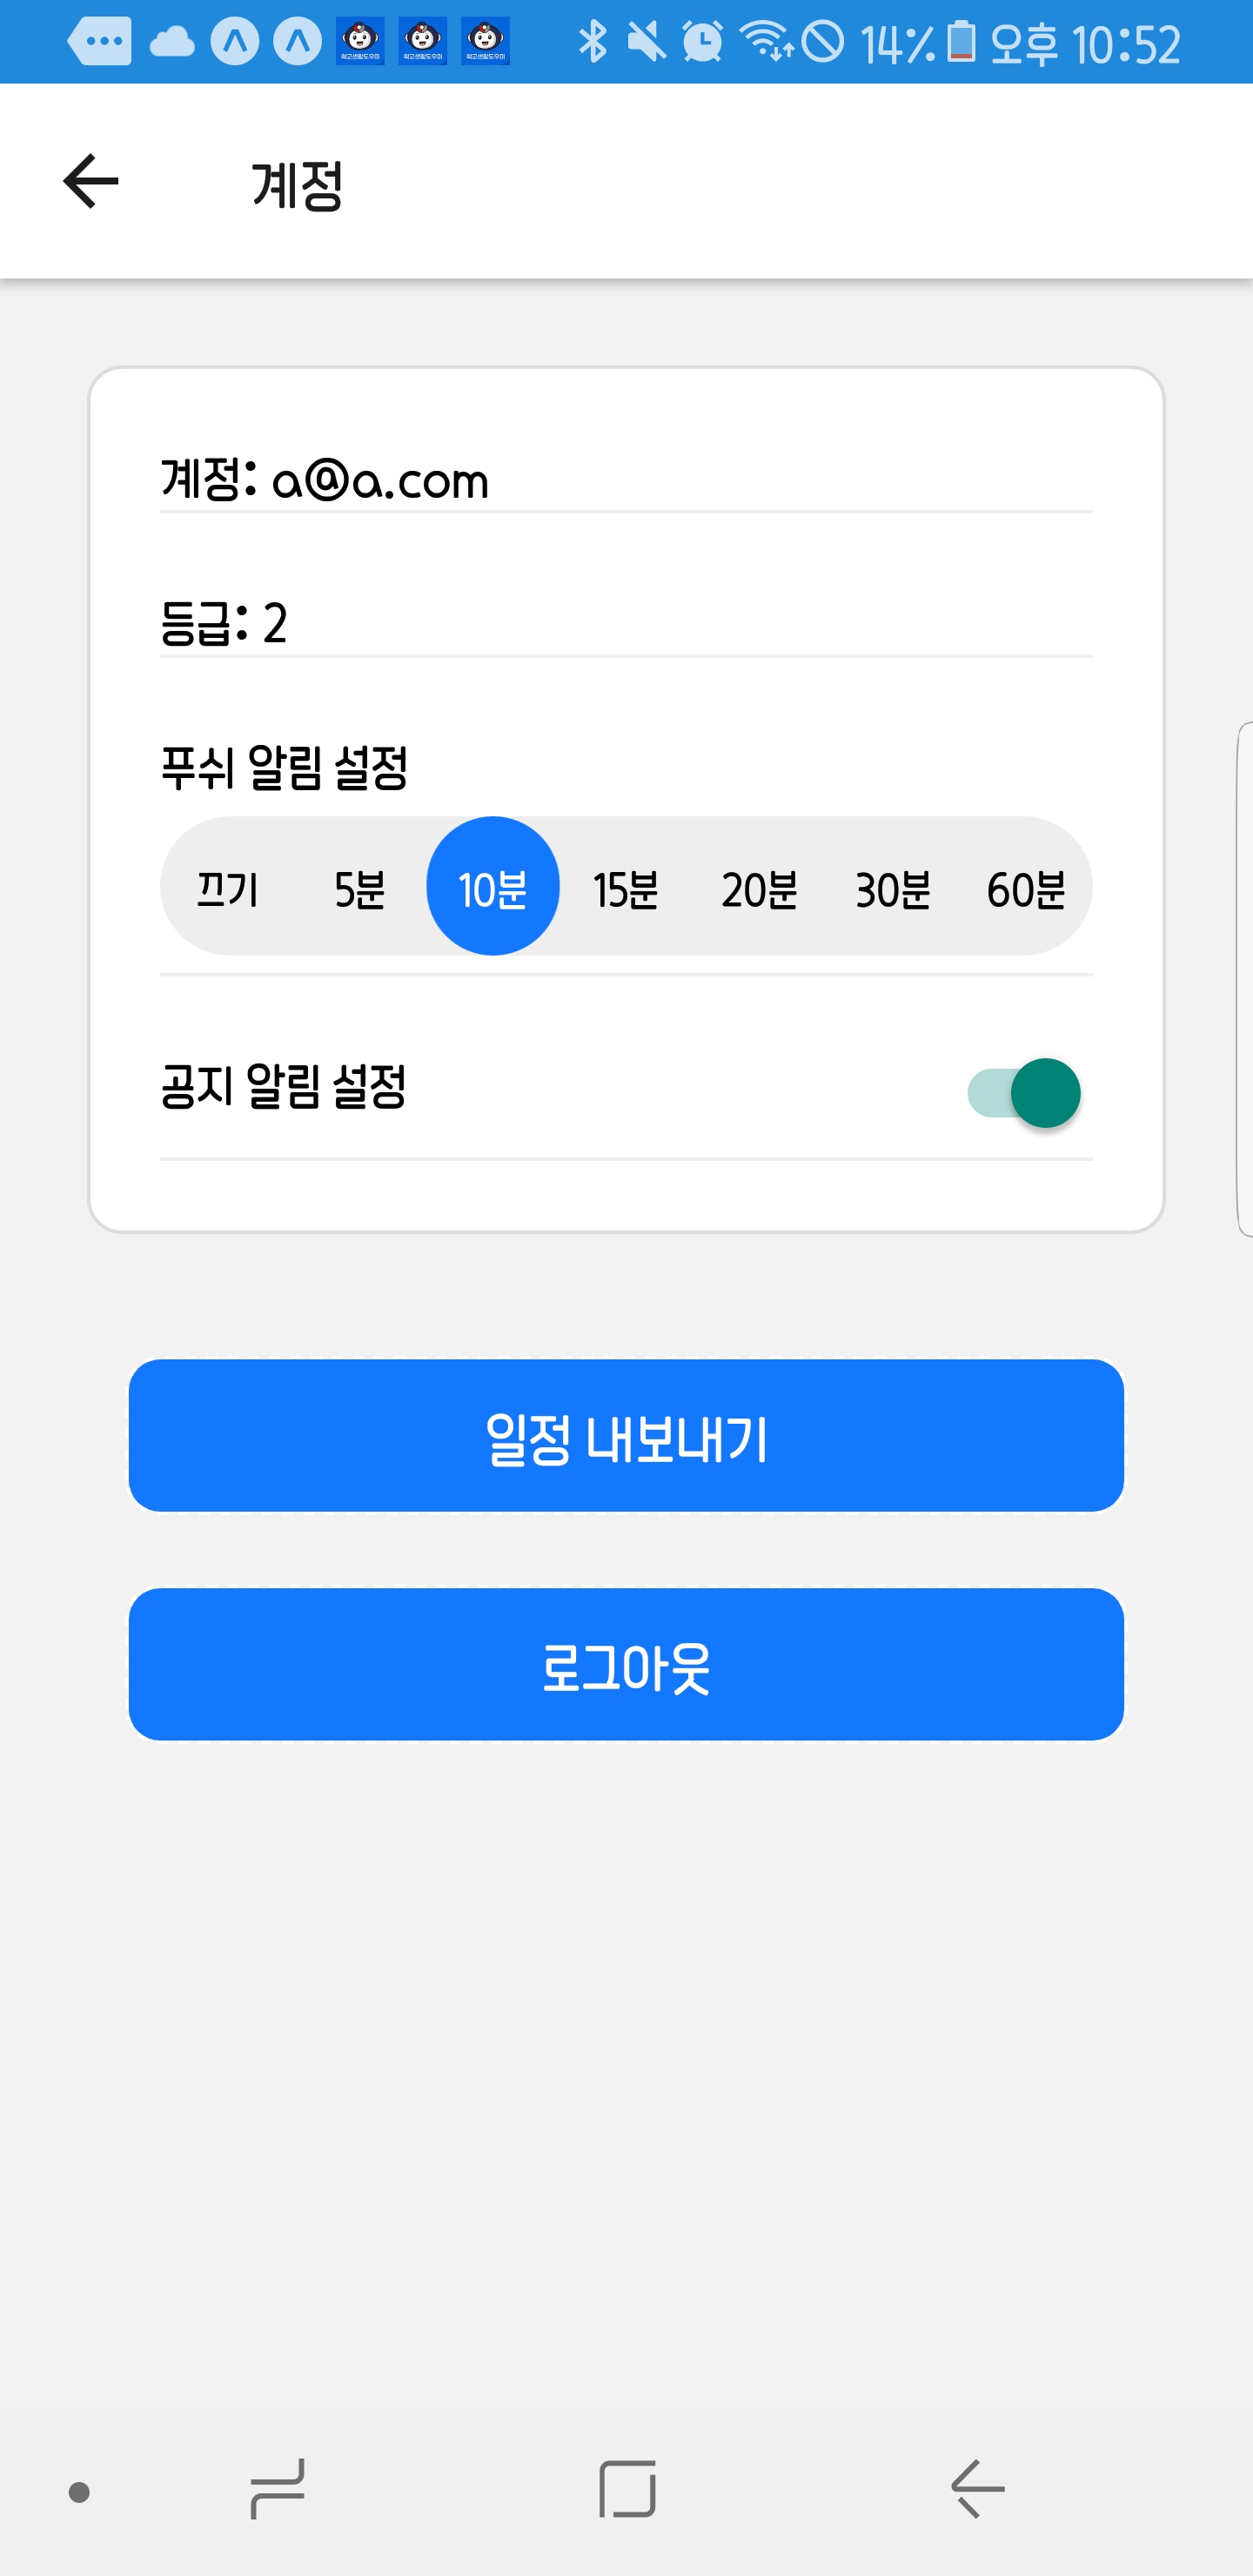 14% 오후 10:52
계정
계정: a@a.com
등급: 2
푸쉬 알림 설정
끄기 5분 10분 15분 20분 30분 60분
공지 알림 설정
일정 내보내기
로그아웃